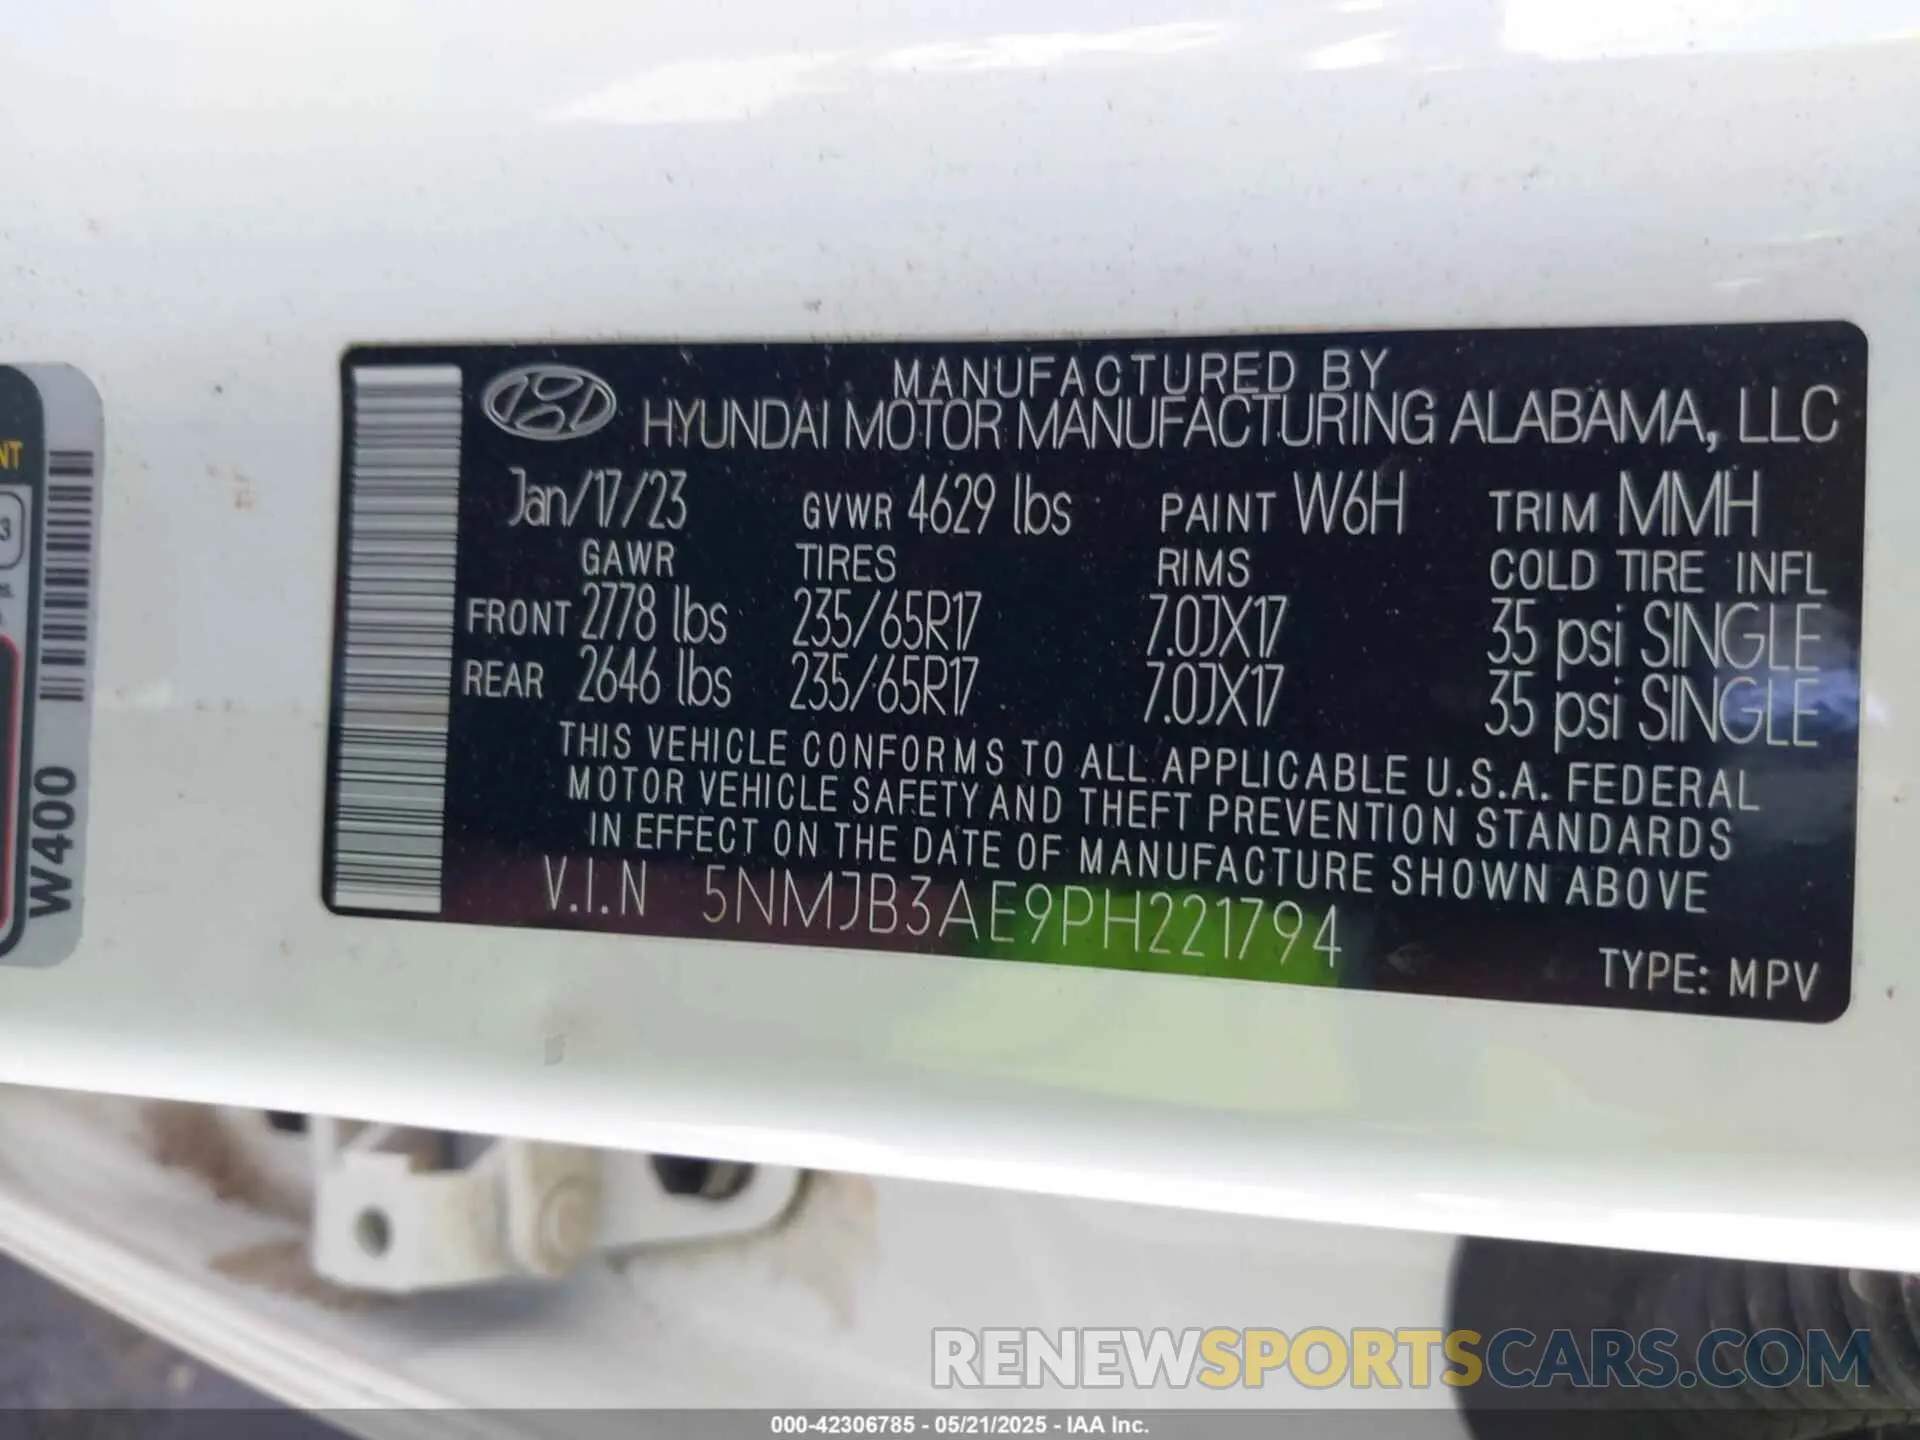 MANUFACTURED BY
HYUNDAI MOTOR MANUFACTURING ALABAMA, LLC
Jan/17/23 GVWR 4629 lbs PAINT W6H TRIM MMH
GAWR TIRES RIMS COLD TIRE INFL
FRONT 2778 lbs 235/65R17 7.0JX17 35 psi SINGLE
REAR 2646 lbs 235/65R17 7.0JX17 35 psi SINGLE
THIS VEHICLE CONFORMS TO ALL APPLICABLE U.S.A. FEDERAL
MOTOR VEHICLE SAFETY AND THEFT PREVENTION STANDARDS
IN EFFECT ON THE DATE OF MANUFACTURE SHOWN ABOVE
V.I.N 5NMJB3AE9PH221794
TYPE: MPV
W400
NT
3
RENEWSPORTSCARS.COM
000-42306785 - 05/21/2025 - IAA Inc.